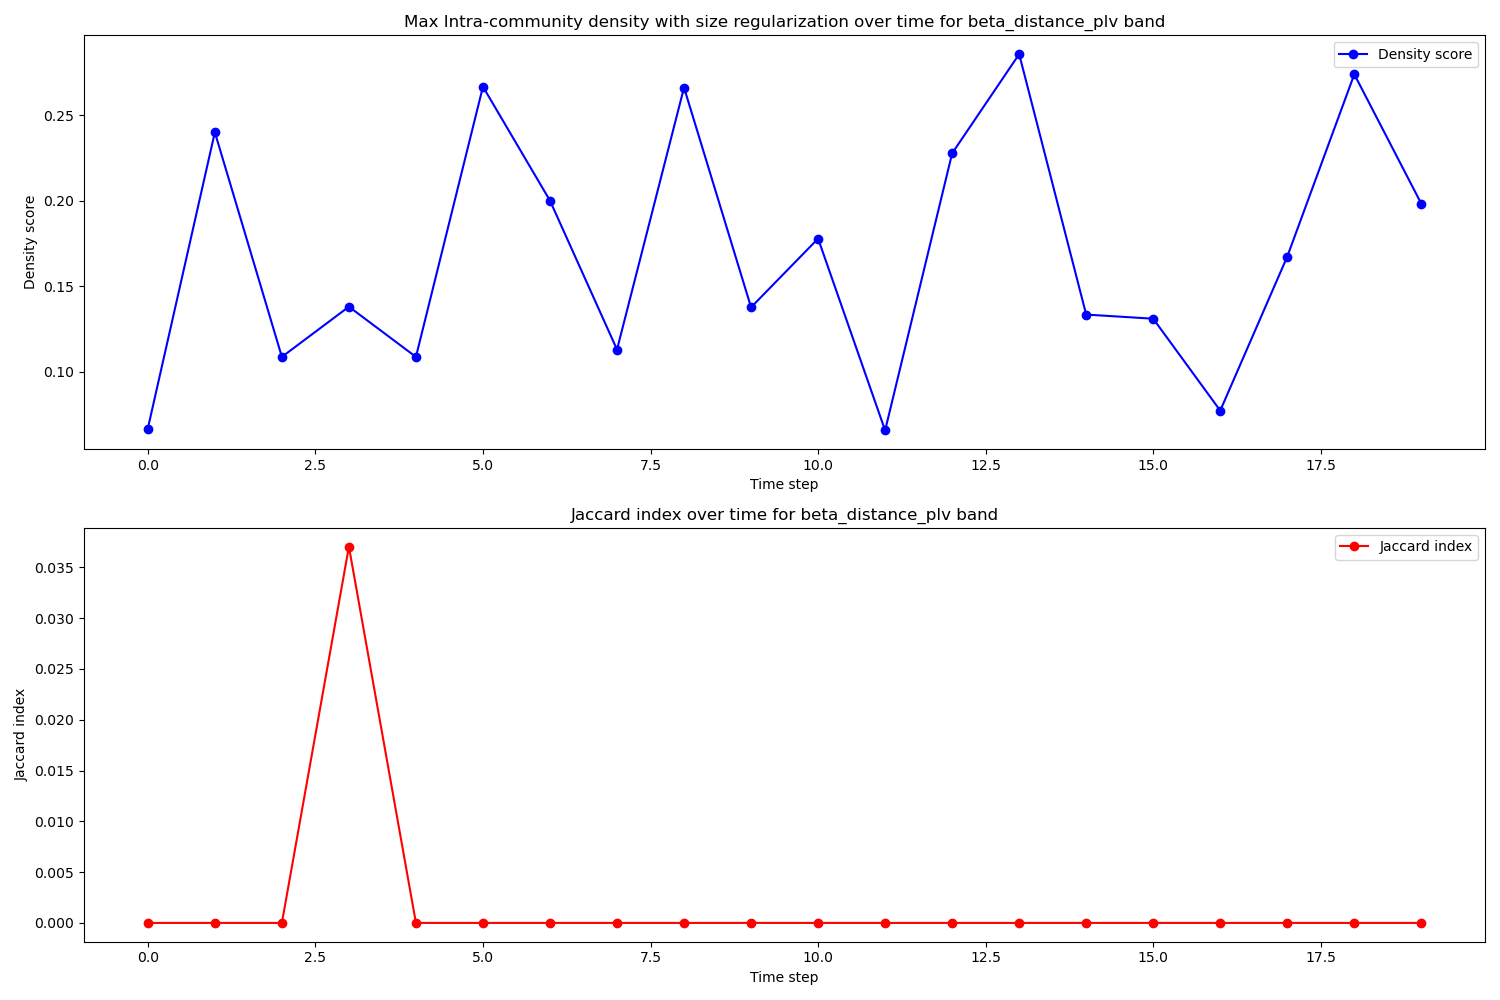 Max Intra-community density with size regularization over time for beta_distance_plv band
Density score
0.25
0.20
0.15
0.10
Density score
0.0 2.5 5.0 7.5 10.0 12.5 15.0 17.5
Time step
Jaccard index over time for beta_distance_plv band
Jaccard index
0.035
0.030
0.025
0.020
0.015
0.010
0.005
0.000
Jaccard index
0.0 2.5 5.0 7.5 10.0 12.5 15.0 17.5
Time step